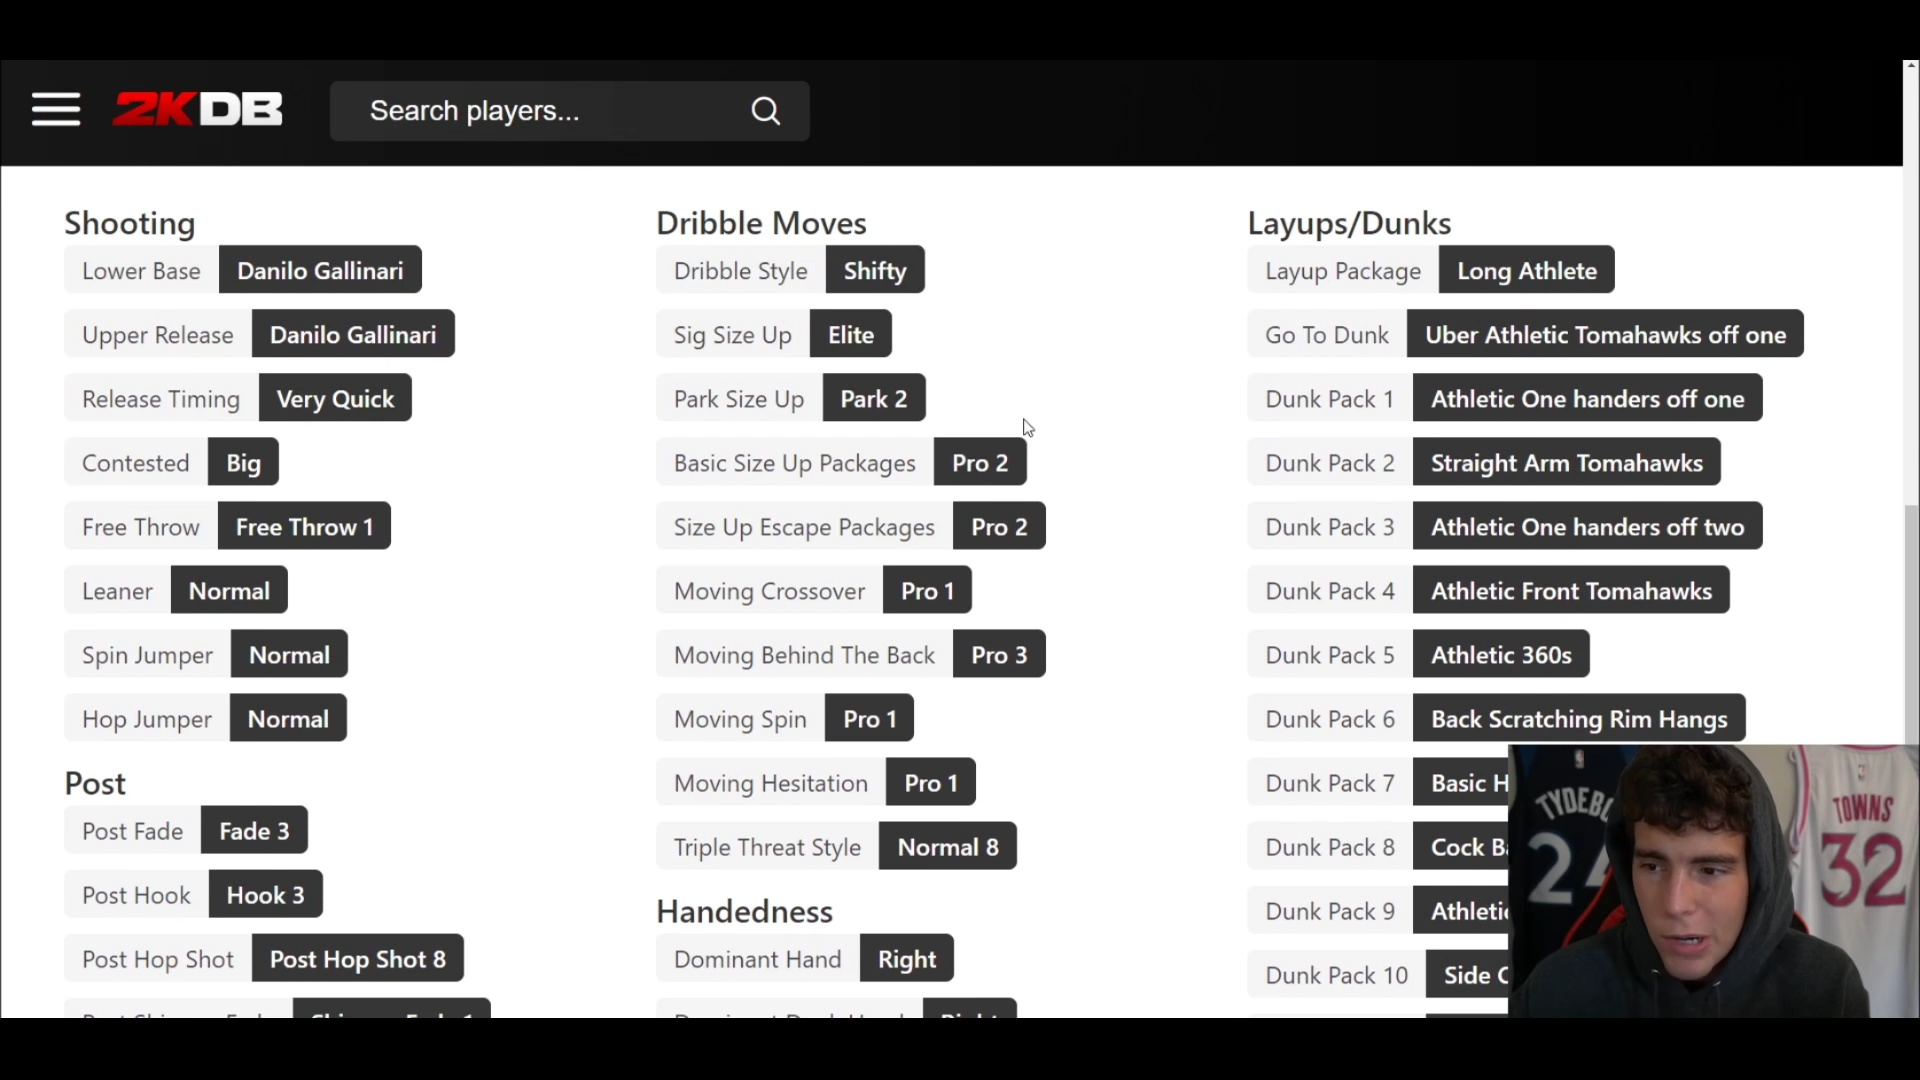 2KDB
Search players...
Shooting
Lower Base Danilo Gallinari
Upper Release Danilo Gallinari
Release Timing Very Quick
Contested Big
Free Throw Free Throw 1
Leaner Normal
Spin Jumper Normal
Hop Jumper Normal
Post
Post Fade Fade 3
Post Hook Hook 3
Post Hop Shot Post Hop Shot 8
Dribble Moves
Dribble Style Shifty
Sig Size Up Elite
Park Size Up Park 2
Basic Size Up Packages Pro 2
Size Up Escape Packages Pro 2
Moving Crossover Pro 1
Moving Behind The Back Pro 3
Moving Spin Pro 1
Moving Hesitation Pro 1
Triple Threat Style Normal 8
Handedness
Dominant Hand Right
Layups/Dunks
Layup Package Long Athlete
Go To Dunk Uber Athletic Tomahawks off one
Dunk Pack 1 Athletic One handers off one
Dunk Pack 2 Straight Arm Tomahawks
Dunk Pack 3 Athletic One handers off two
Dunk Pack 4 Athletic Front Tomahawks
Dunk Pack 5 Athletic 360s
Dunk Pack 6 Back Scratching Rim Hangs
Dunk Pack 7 Basic
Dunk Pack 8 Cock
Dunk Pack 9
Dunk Pack 10 Side
TOWNS
32